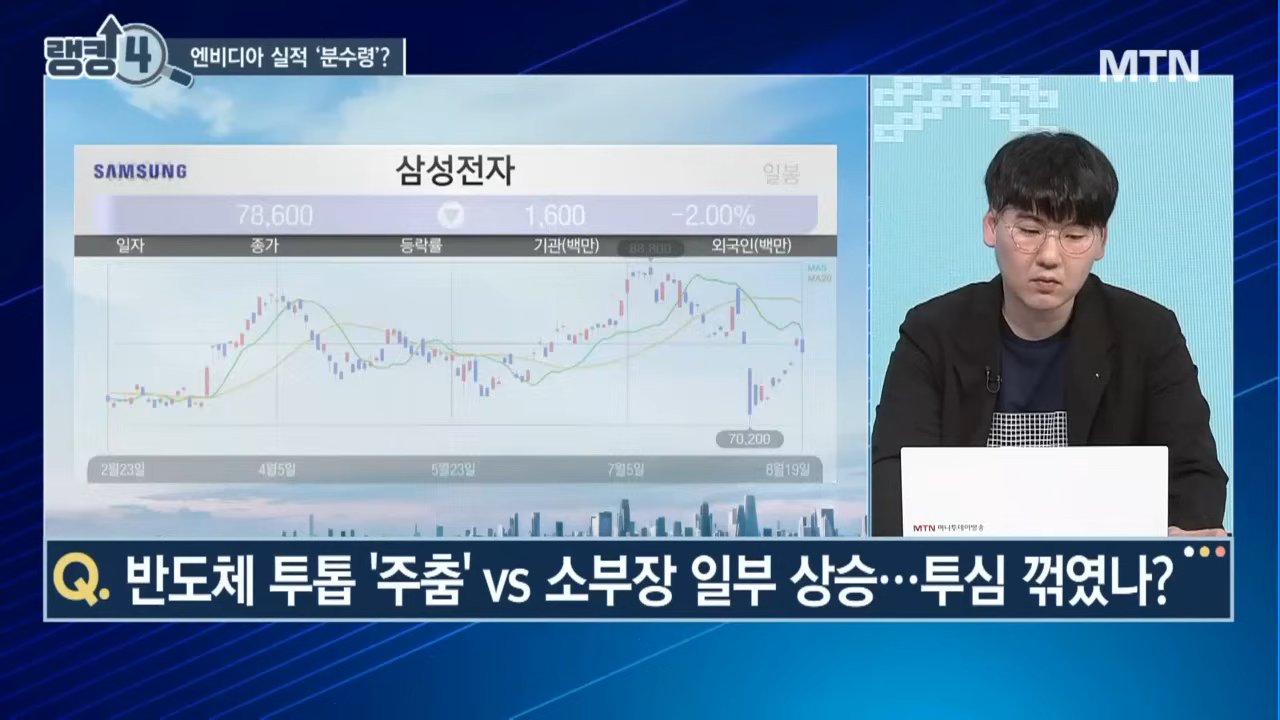 랭킹4
엔비디아 실적 '분수령'?
MTN
SAMSUNG
삼성전자
일봉
78,600 ▼ 1,600 -2.00%
일자 종가 등락률 기관(백만) 외국인(백만)
88,800
MA5
MA20
70,200
2월23일 4월5일 5월23일 7월5일 8월19일
MTN 머니투데이방송
Q. 반도체 투톱 '주춤' vs 소부장 일부 상승…투심 꺾였나?